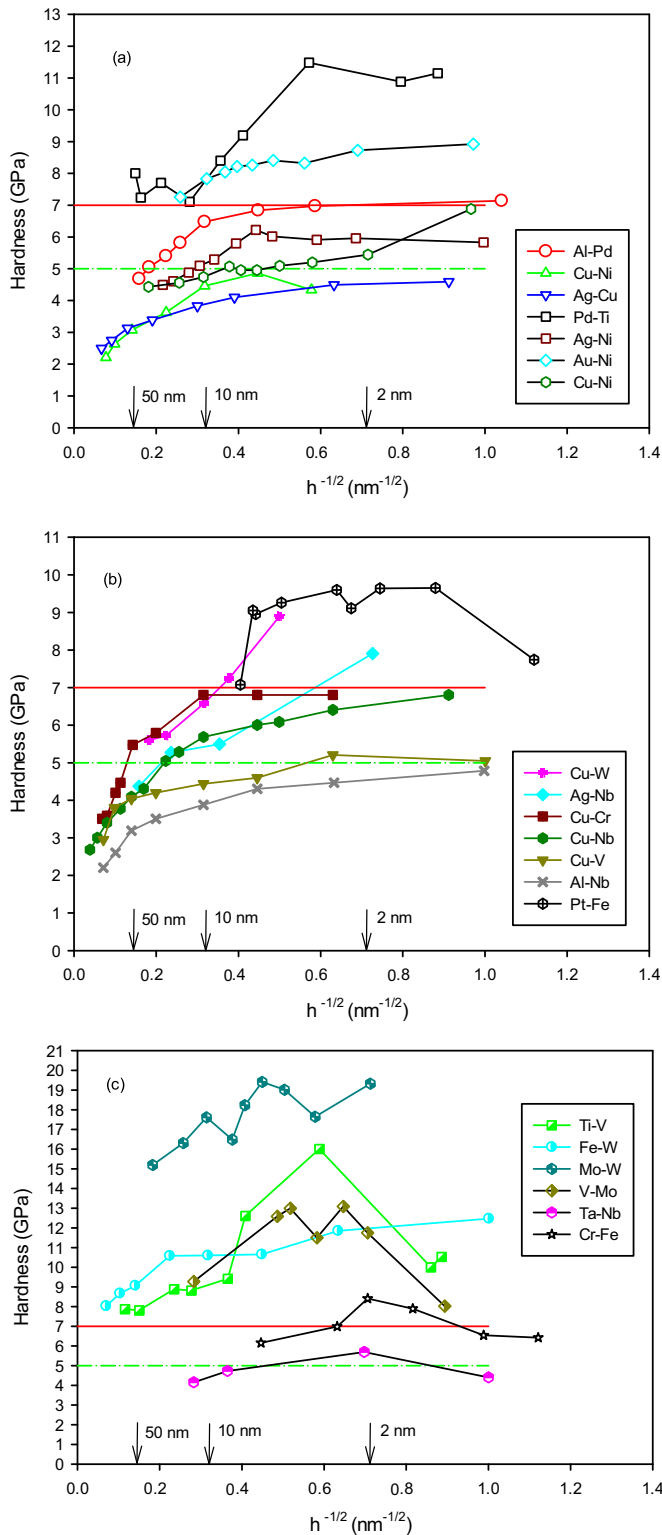 13
12
11
10
9
8
7
6
5
4
3
2
1
0
Hardness (GPa)
(a)
50 nm
10 nm
2 nm
Al-Pd
Cu-Ni
Ag-Cu
Pd-Ti
Ag-Ni
Au-Ni
Cu-Ni
0.0 0.2 0.4 0.6 0.8 1.0 1.2 1.4
h -1/2 (nm-1/2)
11
10
9
8
7
6
5
4
3
2
1
0
Hardness (GPa)
(b)
50 nm
10 nm
2 nm
Cu-W
Ag-Nb
Cu-Cr
Cu-Nb
Cu-V
Al-Nb
Pt-Fe
0.0 0.2 0.4 0.6 0.8 1.0 1.2 1.4
h -1/2 (nm-1/2)
21
20
19
18
17
16
15
14
13
12
11
10
9
8
7
6
5
4
3
2
1
0
Hardness (GPa)
(c)
50 nm
10 nm
2 nm
Ti-V
Fe-W
Mo-W
V-Mo
Ta-Nb
Cr-Fe
0.0 0.2 0.4 0.6 0.8 1.0 1.2 1.4
h -1/2 (nm-1/2)